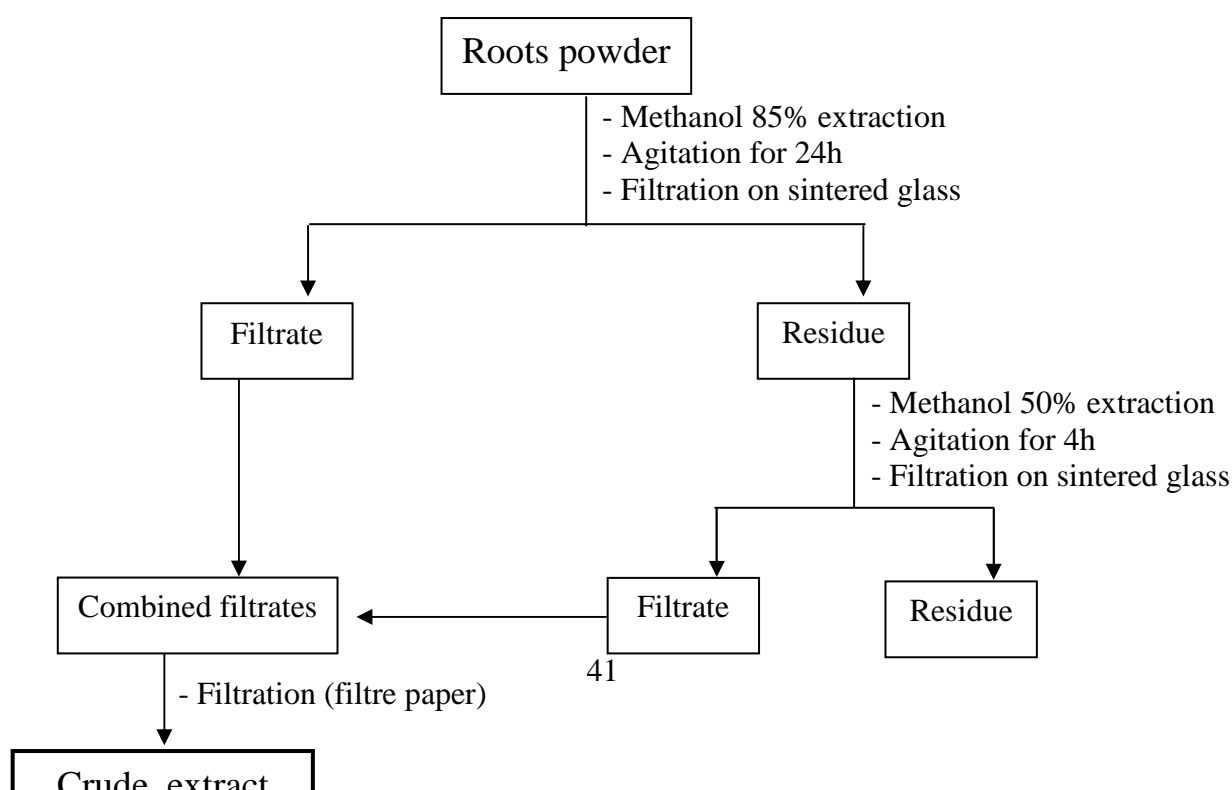 Roots powder
- Methanol 85% extraction
- Agitation for 24h
- Filtration on sintered glass
Filtrate
Residue
- Methanol 50% extraction
- Agitation for 4h
- Filtration on sintered glass
Combined filtrates
Filtrate
Residue
41
- Filtration (filtre paper)
Crude extract